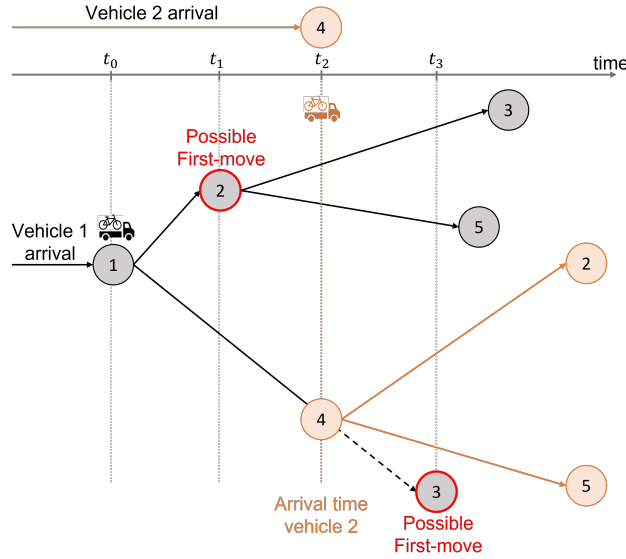 Vehicle 2 arrival
4
t0 t1 t2 t3 time
3
Possible
First-move
2
Vehicle 1
arrival
5
1
2
4
3
5
Arrival time
vehicle 2
Possible
First-move